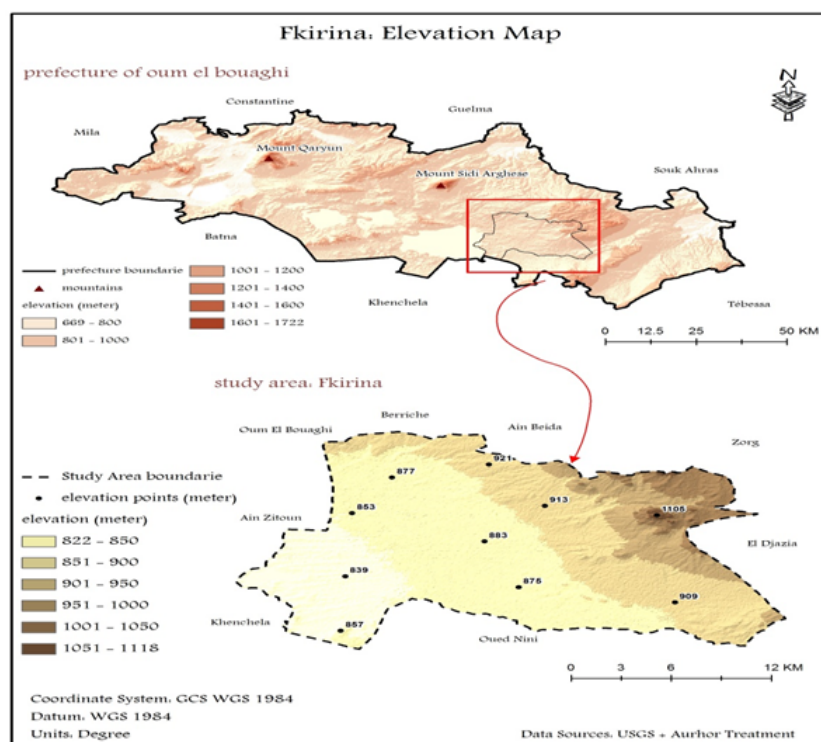 Fkirina: Elevation Map
prefecture of oum el bouaghi
N
Constantine
Guelma
Mila
Mount Qaryun
Mount Sidi Arghese
Souk Ahras
Batna
prefecture boundarie
mountains
elevation (meter)
669 - 800
801 - 1000
1001 - 1200
1201 - 1400
1401 - 1600
1601 - 1722
Khenchela
Tébessa
0 12.5 25 50 KM
study area: Fkirina
Berriche
Oum El Bouaghi
Ain Beida
Zorg
Study Area boundarie
elevation points (meter)
elevation (meter)
822 - 850
851 - 900
901 - 950
951 - 1000
1001 - 1050
1051 - 1118
921
877
913
853
1105
Ain Zitoun
883
El Djazia
839
875
909
Khenchela
857
Oued Nini
0 3 6 12 KM
Coordinate System: GCS WGS 1984
Datum: WGS 1984
Units: Degree
Data Sources: USGS + Aurhor Treatment